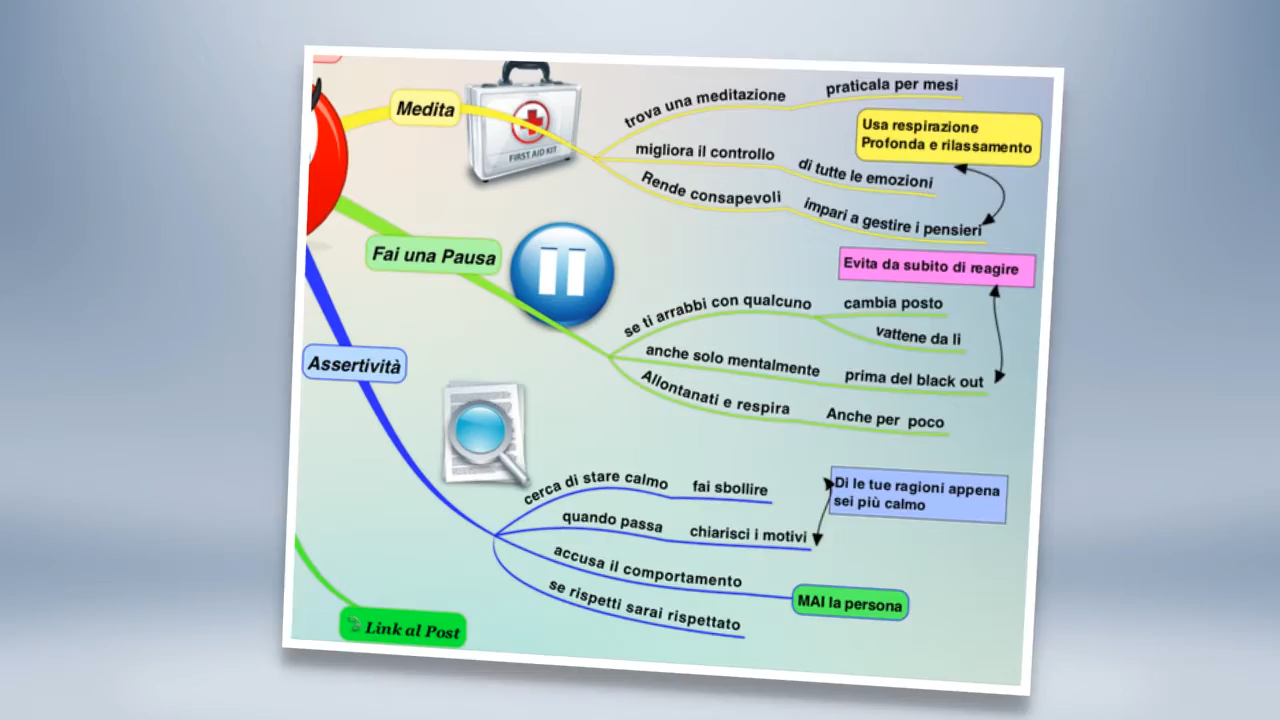 Medita
FIRST AID KIT
trova una meditazione
praticala per mesi
Usa respirazione
Profonda e rilassamento
migliora il controllo
di tutte le emozioni
Rende consapevoli
impari a gestire i pensieri
Fai una Pausa
Evita da subito di reagire
se ti arrabbi con qualcuno
cambia posto
vattene da lì
anche solo mentalmente
prima del black out
Allontanati e respira
Anche per poco
Assertività
cerca di stare calmo
fai sbollire
Di le tue ragioni appena
sei più calmo
quando passa
chiarisci i motivi
accusa il comportamento
MAI la persona
se rispetti sarai rispettato
Link al Post